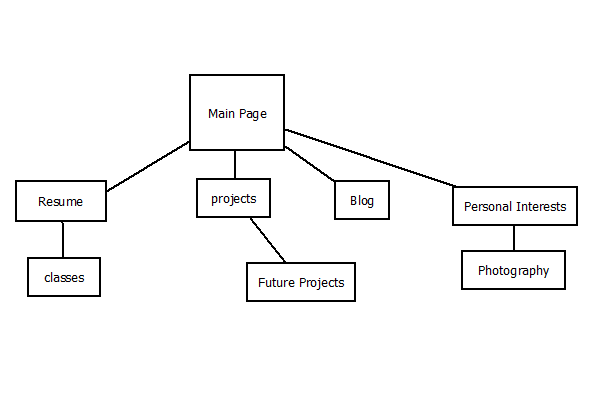 Main Page
Resume
projects
Blog
Personal Interests
classes
Future Projects
Photography